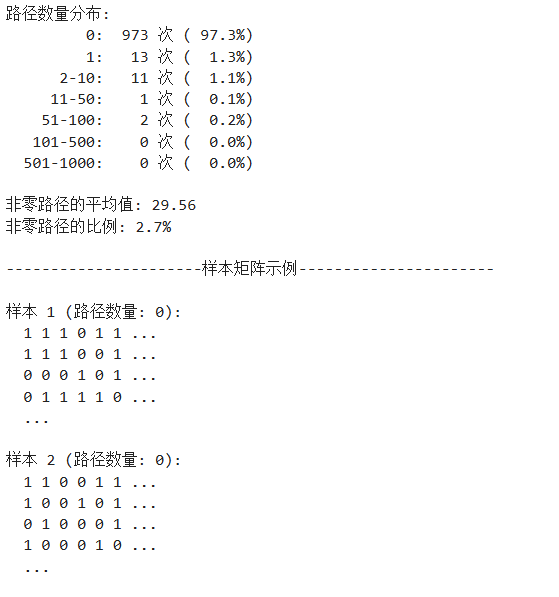 路径数量分布:
0: 973 次 ( 97.3%)
1: 13 次 ( 1.3%)
2-10: 11 次 ( 1.1%)
11-50: 1 次 ( 0.1%)
51-100: 2 次 ( 0.2%)
101-500: 0 次 ( 0.0%)
501-1000: 0 次 ( 0.0%)
非零路径的平均值: 29.56
非零路径的比例: 2.7%
----------------------样本矩阵示例----------------------
样本 1 (路径数量: 0):
1 1 1 0 1 1 ...
1 1 1 0 0 1 ...
0 0 0 1 0 1 ...
0 1 1 1 1 0 ...
...
样本 2 (路径数量: 0):
1 1 0 0 1 1 ...
1 0 0 1 0 1 ...
0 1 0 0 0 1 ...
1 0 0 0 1 0 ...
...